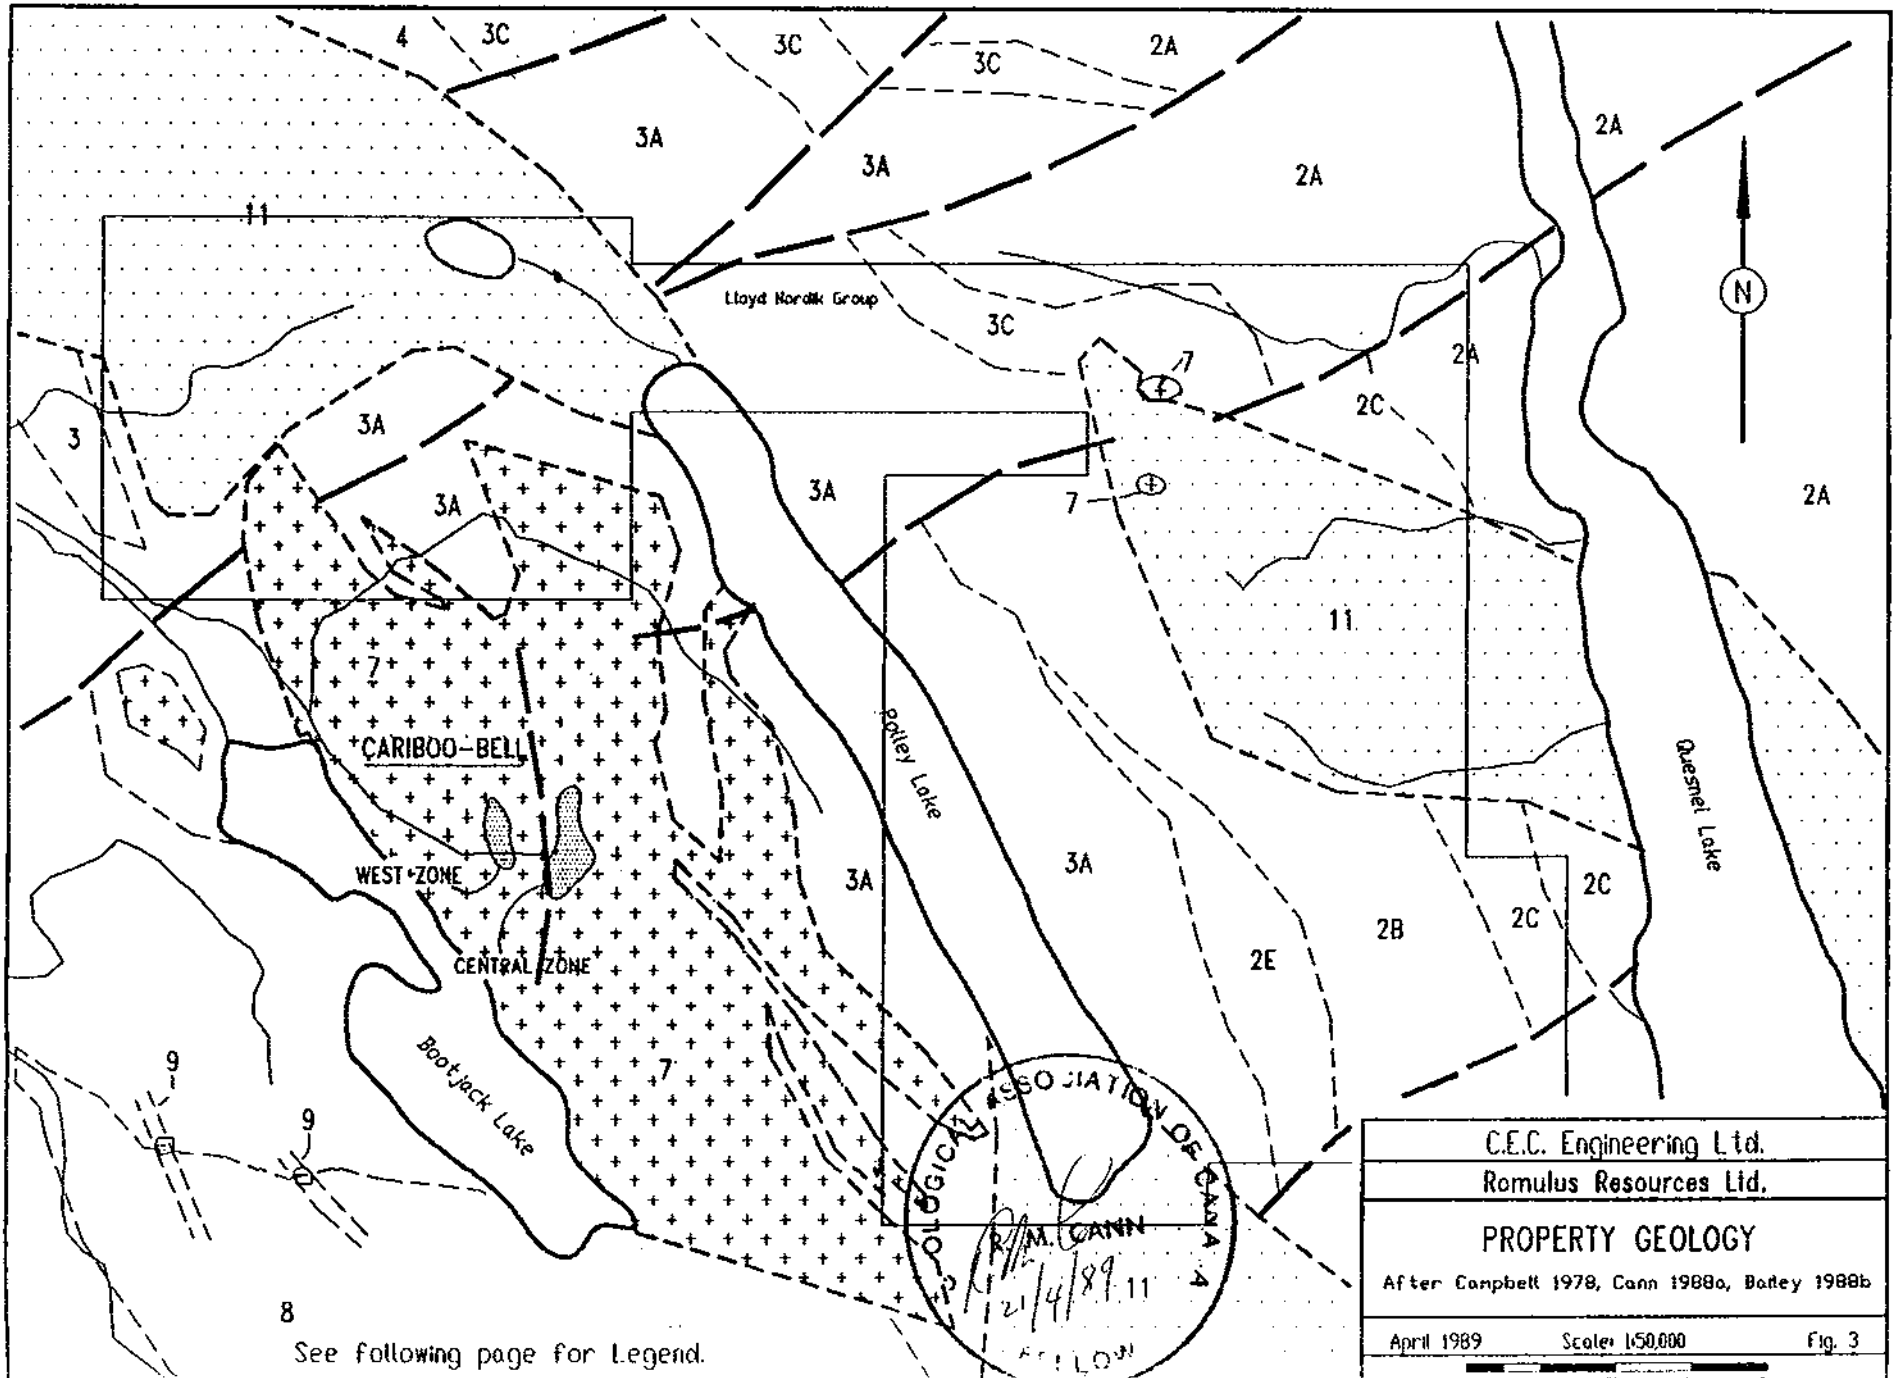 4
3C
3C
3C
2A
2A
3A
3A
2A
N
11
Lloyd Nordik Group
3C
7
2A
2C
3
3A
3A
3A
7
2A
11
7
CARIBOO-BELL
Polley Lake
Quesnel Lake
WEST ZONE
3A
3A
2C
2C
2B
2E
CENTRAL ZONE
Bootjack Lake
7
9
9
OLOGICAL ASSOCIATION OF CANA A
R. M. CANN
21/4/89
11
FELLOW
8
See following page for Legend.
C.E.C. Engineering Ltd.
Romulus Resources Ltd.
PROPERTY GEOLOGY
After Campbell 1978, Cann 1988a, Bailey 1988b
April 1989 Scale: 1:50,000 Fig. 3